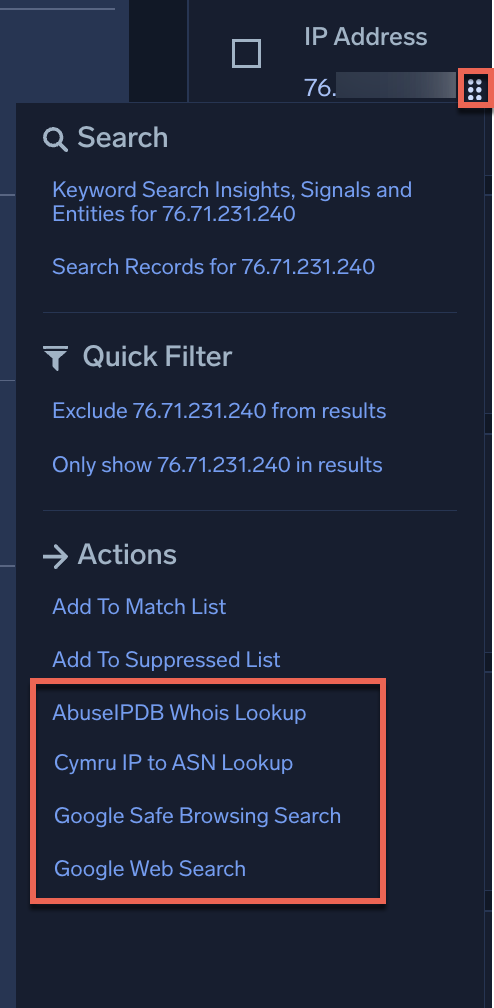 IP Address
76.
Search
Keyword Search Insights, Signals and
Entities for 76.71.231.240
Search Records for 76.71.231.240
Quick Filter
Exclude 76.71.231.240 from results
Only show 76.71.231.240 in results
Actions
Add To Match List
Add To Suppressed List
AbuseIPDB Whois Lookup
Cymru IP to ASN Lookup
Google Safe Browsing Search
Google Web Search